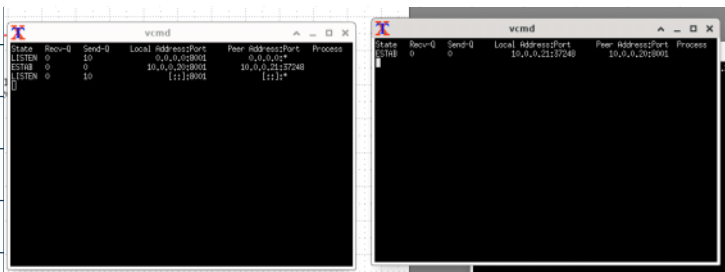 vcmd
State Recv-Q Send-Q Local Address:Port Peer Address:Port Process
LISTEN 0 10 0.0.0.0:8001 0.0.0.0:*
ESTAB 0 0 10.0.0.20:8001 10.0.0.21:37248
LISTEN 0 10 [::]:8001 [::]:*
vcmd
State Recv-Q Send-Q Local Address:Port Peer Address:Port Process
ESTAB 0 0 10.0.0.21:37248 10.0.0.20:8001